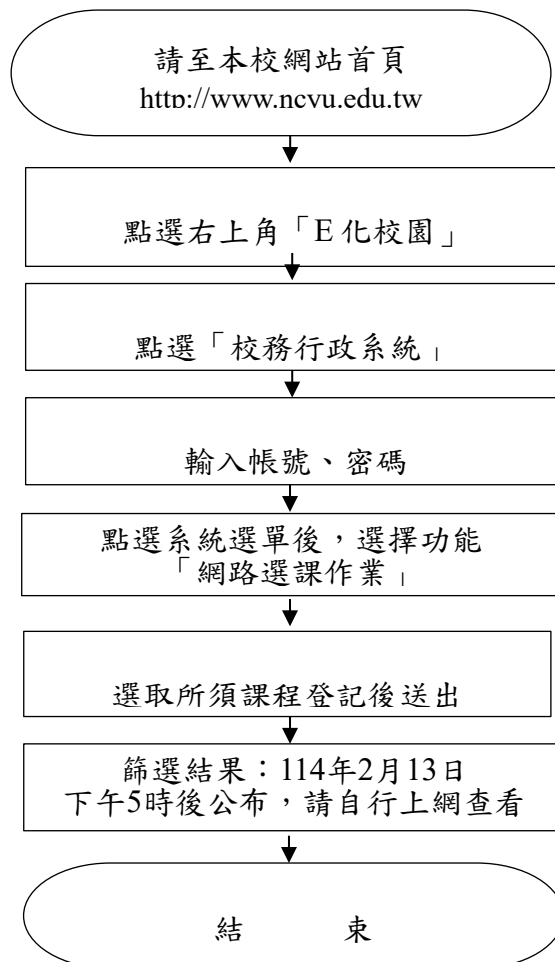 請至本校網站首頁
http://www.ncyu.edu.tw
點選右上角「E化校園」
點選「校務行政系統」
輸入帳號、密碼
點選系統選單後，選擇功能
「網路選課作業」
選取所須課程登記後送出
篩選結果：114年2月13日
下午5時後公布，請自行上網查看
結 束